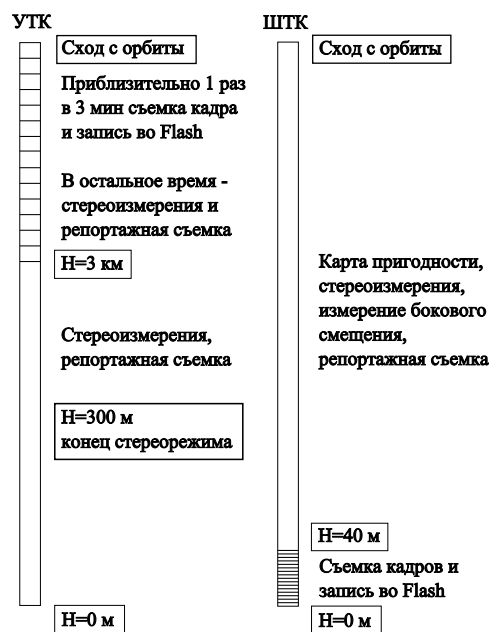 УТК
Сход с орбиты
Приблизительно 1 раз
в 3 мин съемка кадра
и запись во Flash
В остальное время -
стереоизмерения и
репортажная съемка
Н=3 км
Стереоизмерения,
репортажная съемка
Н=300 м
конец стереорежима
Н=0 м
ШТК
Сход с орбиты
Карта пригодности,
стереоизмерения,
измерение бокового
смещения,
репортажная съемка
Н=40 м
Съемка кадров и
запись во Flash
Н=0 м